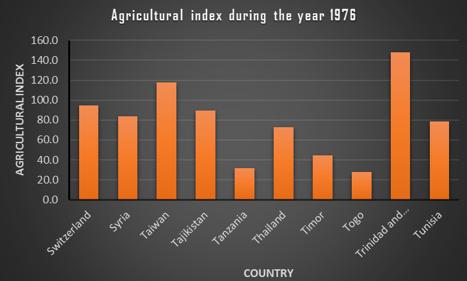 Agricultural index during the year 1976
160.0
140.0
120.0
100.0
80.0
60.0
40.0
20.0
0.0
AGRICULTURAL INDEX
Switzerland
Syria
Taiwan
Tajikistan
Tanzania
Thailand
Timor
Togo
Trinidad and...
Tunisia
COUNTRY